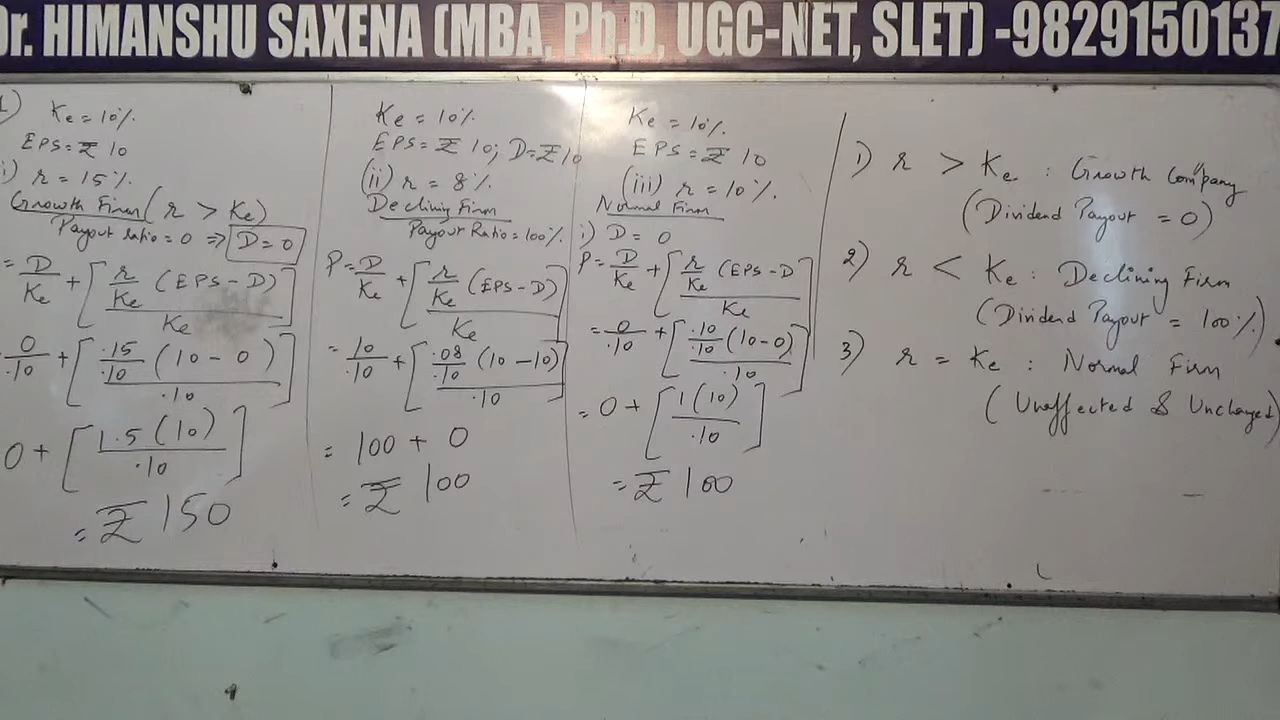 Dr. HIMANSHU SAXENA (MBA, Ph.D, UGC-NET, SLET) -9829150137
1)
Ke = 10%
EPS = ₹ 10
i) r = 15%
Growth Firm (r > Ke)
Payout ratio = 0 ⇒ D = 0
= D/Ke + [r/Ke (EPS - D) / Ke]
0/.10 + [.15/.10 (10 - 0) / .10]
0 + [1.5 (10) / .10]
= ₹ 150
Ke = 10%
EPS = ₹ 10; D = ₹ 10
(ii) r = 8%
Declining Firm
Payout Ratio = 100%
P = D/Ke + [r/Ke (EPS - D) / Ke]
= 10/.10 + [.08/.10 (10 - 10) / .10]
= 100 + 0
= ₹ 100
Ke = 10%
EPS = ₹ 10
(iii) r = 10%
Normal Firm
i) D = 0
P = D/Ke + [r/Ke (EPS - D / Ke]
= 0/.10 + [.10/.10 (10 - 0) / .10]
= 0 + [1 (10) / .10]
= ₹ 100
1) r > Ke : Growth Company
(Dividend Payout = 0)
2) r < Ke : Declining Firm
(Dividend Payout = 100%)
3) r = Ke : Normal Firm
(Unaffected & Unchanged)